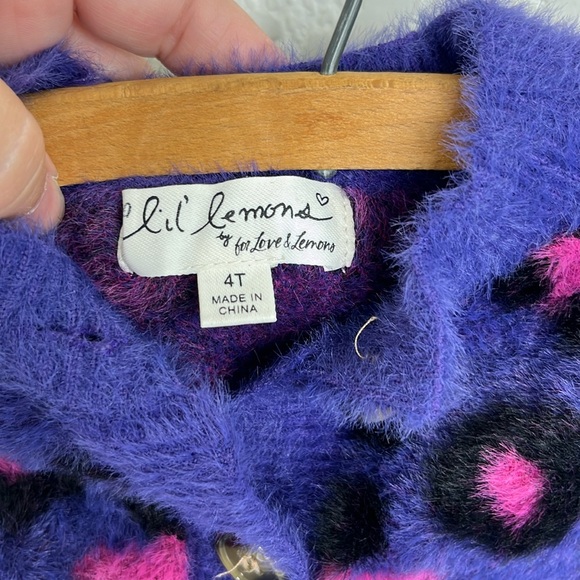 lil' lemons
by for Love & Lemons
4T
MADE IN
CHINA